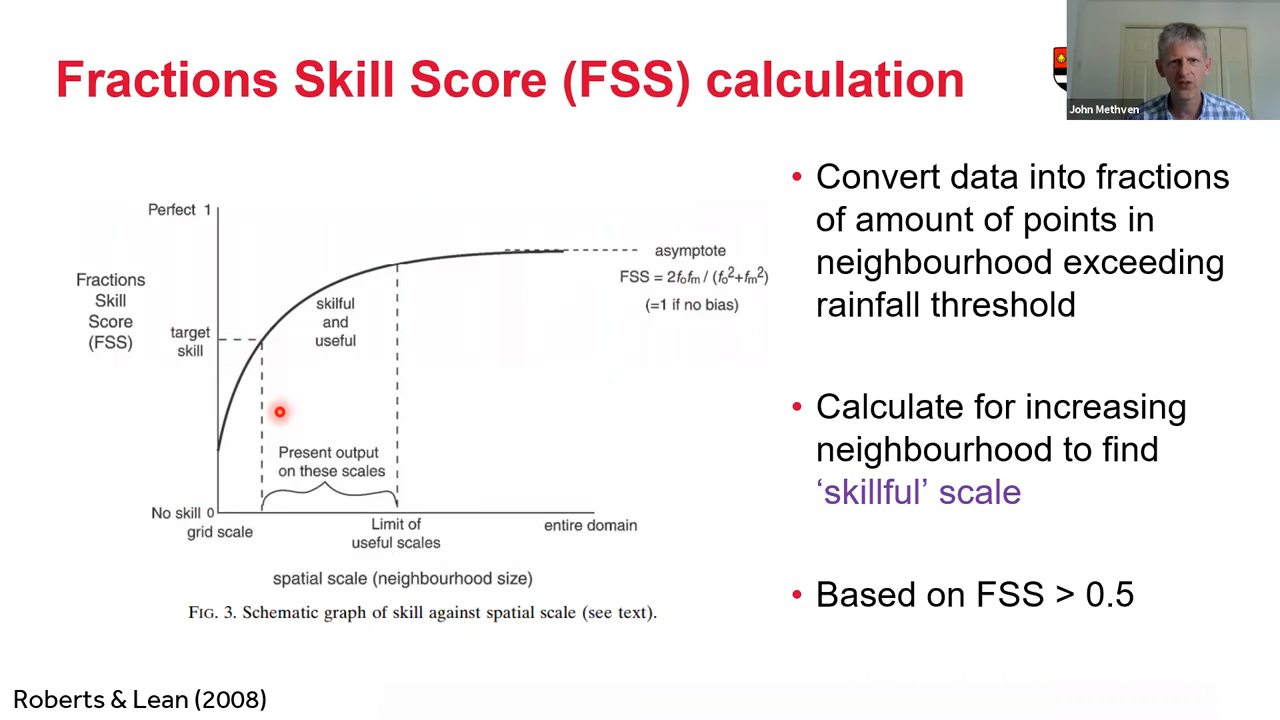 Fractions Skill Score (FSS) calculation
John Methven
Perfect 1
Fractions
Skill
Score
(FSS)
target
skill
skilful
and
useful
asymptote
FSS = 2fₒfₘ / (fₒ²+fₘ²)
(=1 if no bias)
Present output
on these scales
No skill 0
grid scale
Limit of
useful scales
entire domain
spatial scale (neighbourhood size)
FIG. 3. Schematic graph of skill against spatial scale (see text).
• Convert data into fractions
of amount of points in
neighbourhood exceeding
rainfall threshold
• Calculate for increasing
neighbourhood to find
‘skillful’ scale
• Based on FSS > 0.5
Roberts & Lean (2008)